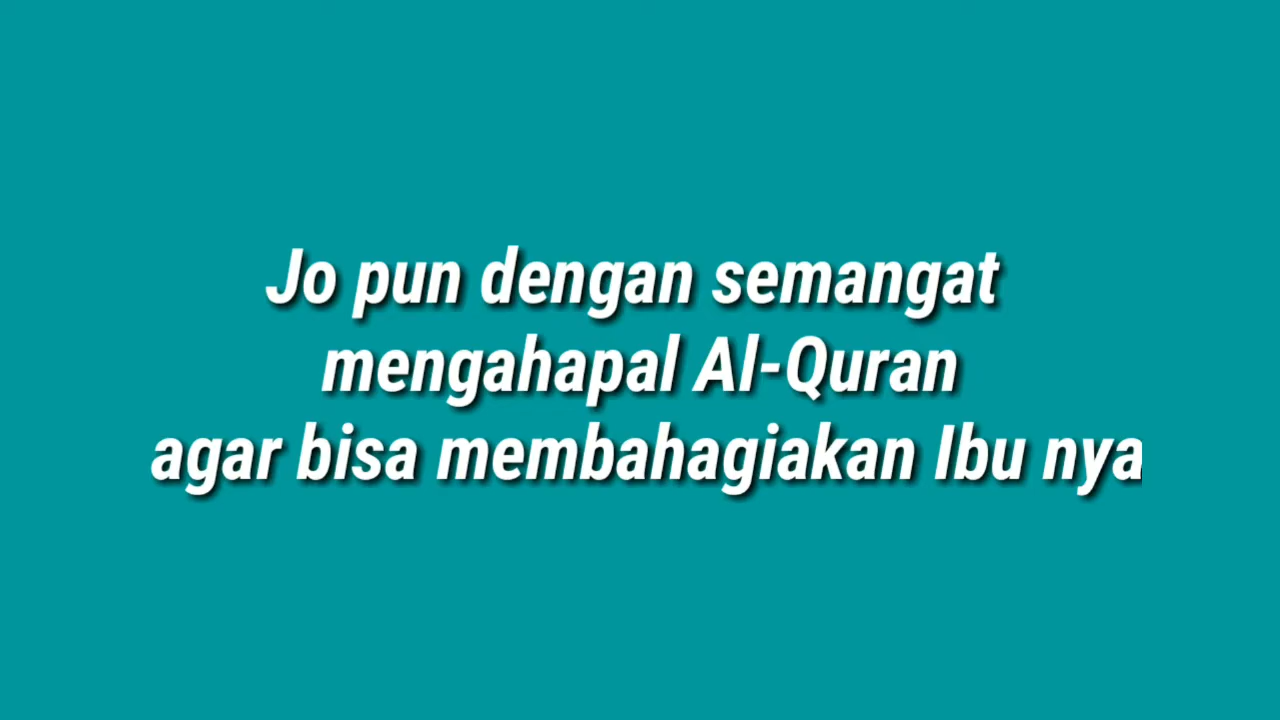 Jo pun dengan semangat
mengahapal Al-Quran
agar bisa membahagiakan Ibu nya